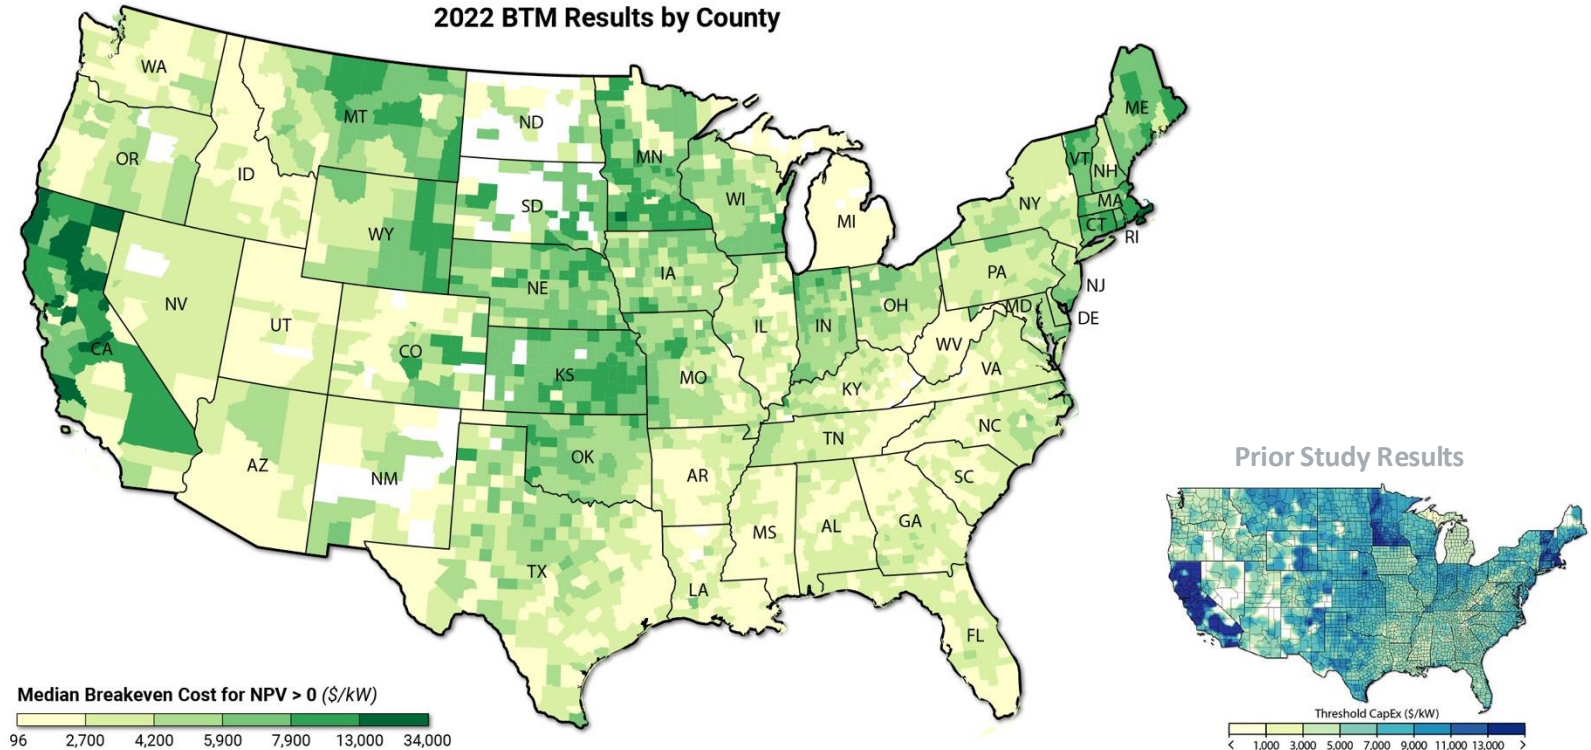 2022 BTM Results by County
WA
MT
ND
MN
ME
OR
ID
SD
WI
VT
NH
NY
MA
CT
RI
MI
WY
IA
NE
PA
NJ
NV
UT
CO
IL
IN
OH
MD
DE
CA
KS
MO
WV
VA
KY
AZ
NM
OK
TN
NC
AR
SC
MS
AL
GA
TX
LA
FL
Median Breakeven Cost for NPV > 0 ($/kW)
96 2,700 4,200 5,900 7,900 13,000 34,000
Prior Study Results
Threshold CapEx ($/kW)
< 1,000 3,000 5,000 7,000 9,000 11,000 13,000 >